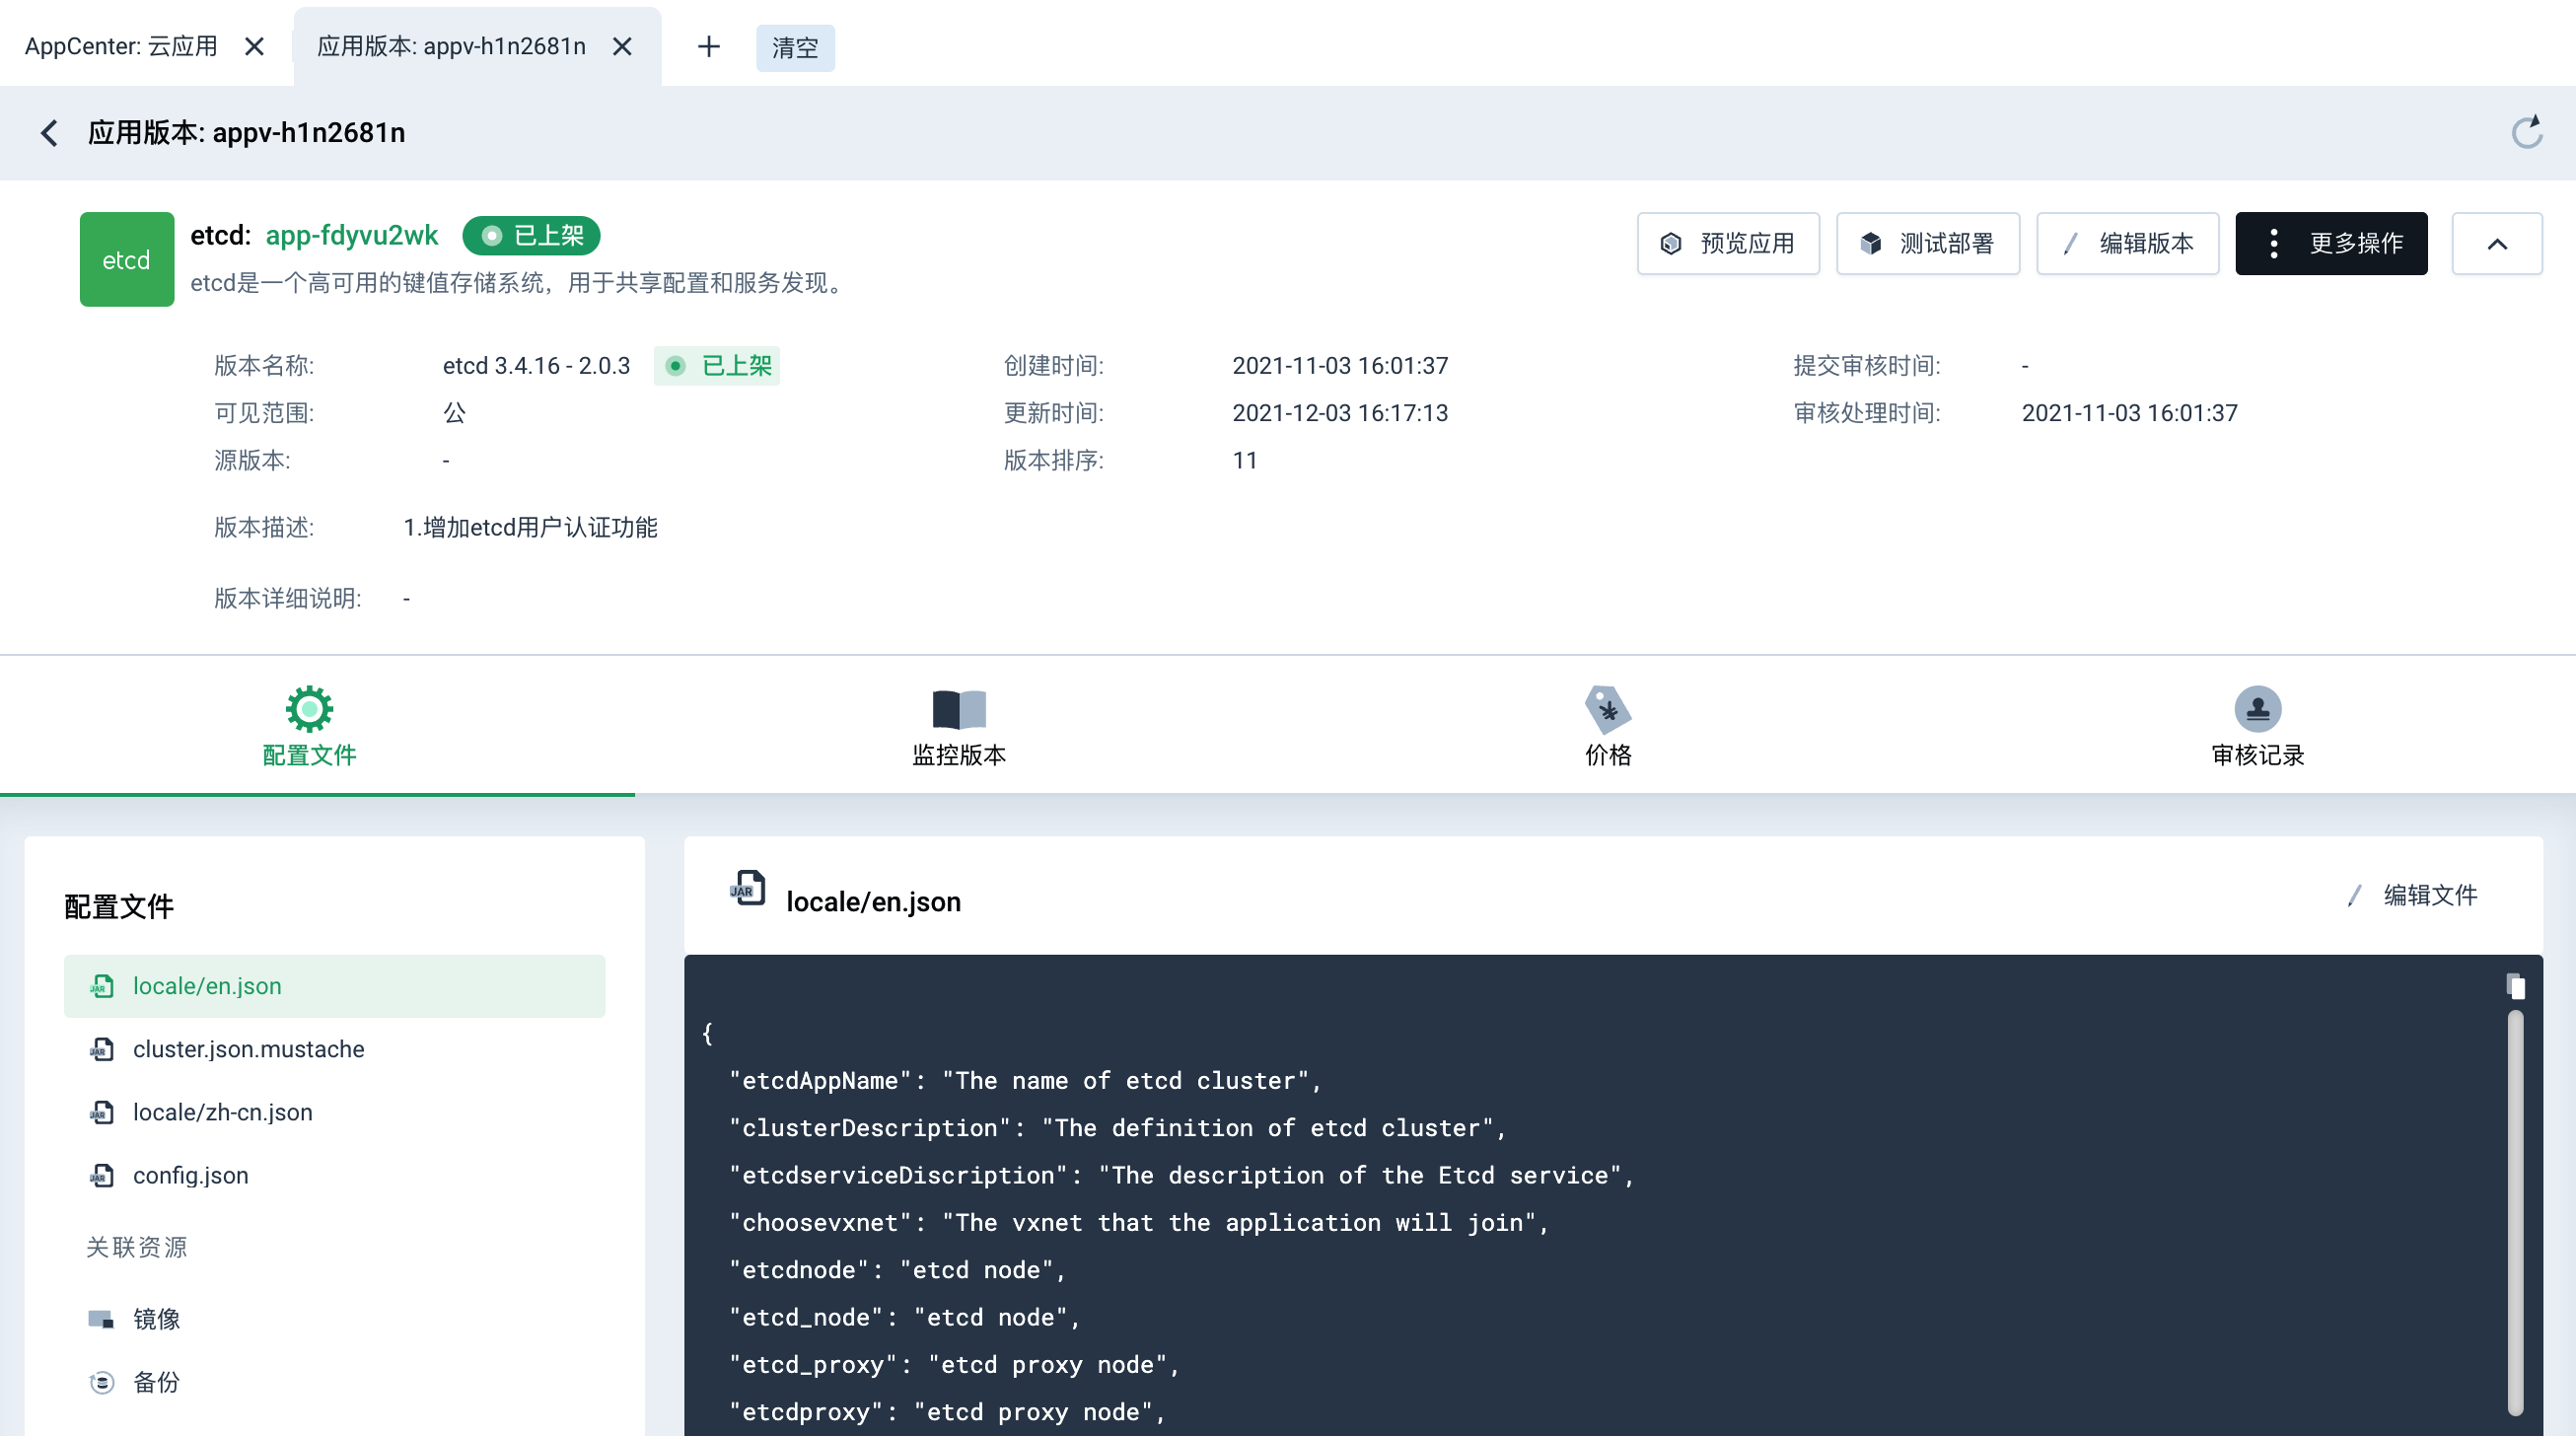 AppCenter: 云应用
应用版本: appv-h1n2681n
清空
应用版本: appv-h1n2681n
etcd
etcd: app-fdyvu2wk 已上架
etcd是一个高可用的键值存储系统，用于共享配置和服务发现。
预览应用
测试部署
编辑版本
更多操作
版本名称: etcd 3.4.16 - 2.0.3 已上架
创建时间: 2021-11-03 16:01:37
提交审核时间: -
可见范围: 公
更新时间: 2021-12-03 16:17:13
审核处理时间: 2021-11-03 16:01:37
源版本: -
版本排序: 11
版本描述: 1.增加etcd用户认证功能
版本详细说明: -
配置文件
监控版本
价格
审核记录
配置文件
JAR locale/en.json
JAR cluster.json.mustache
JAR locale/zh-cn.json
JAR config.json
关联资源
镜像
备份
JAR locale/en.json
编辑文件
{
"etcdAppName": "The name of etcd cluster",
"clusterDescription": "The definition of etcd cluster",
"etcdserviceDiscription": "The description of the Etcd service",
"choosevxnet": "The vxnet that the application will join",
"etcdnode": "etcd node",
"etcd_node": "etcd node",
"etcd_proxy": "etcd proxy node",
"etcdproxy": "etcd proxy node",